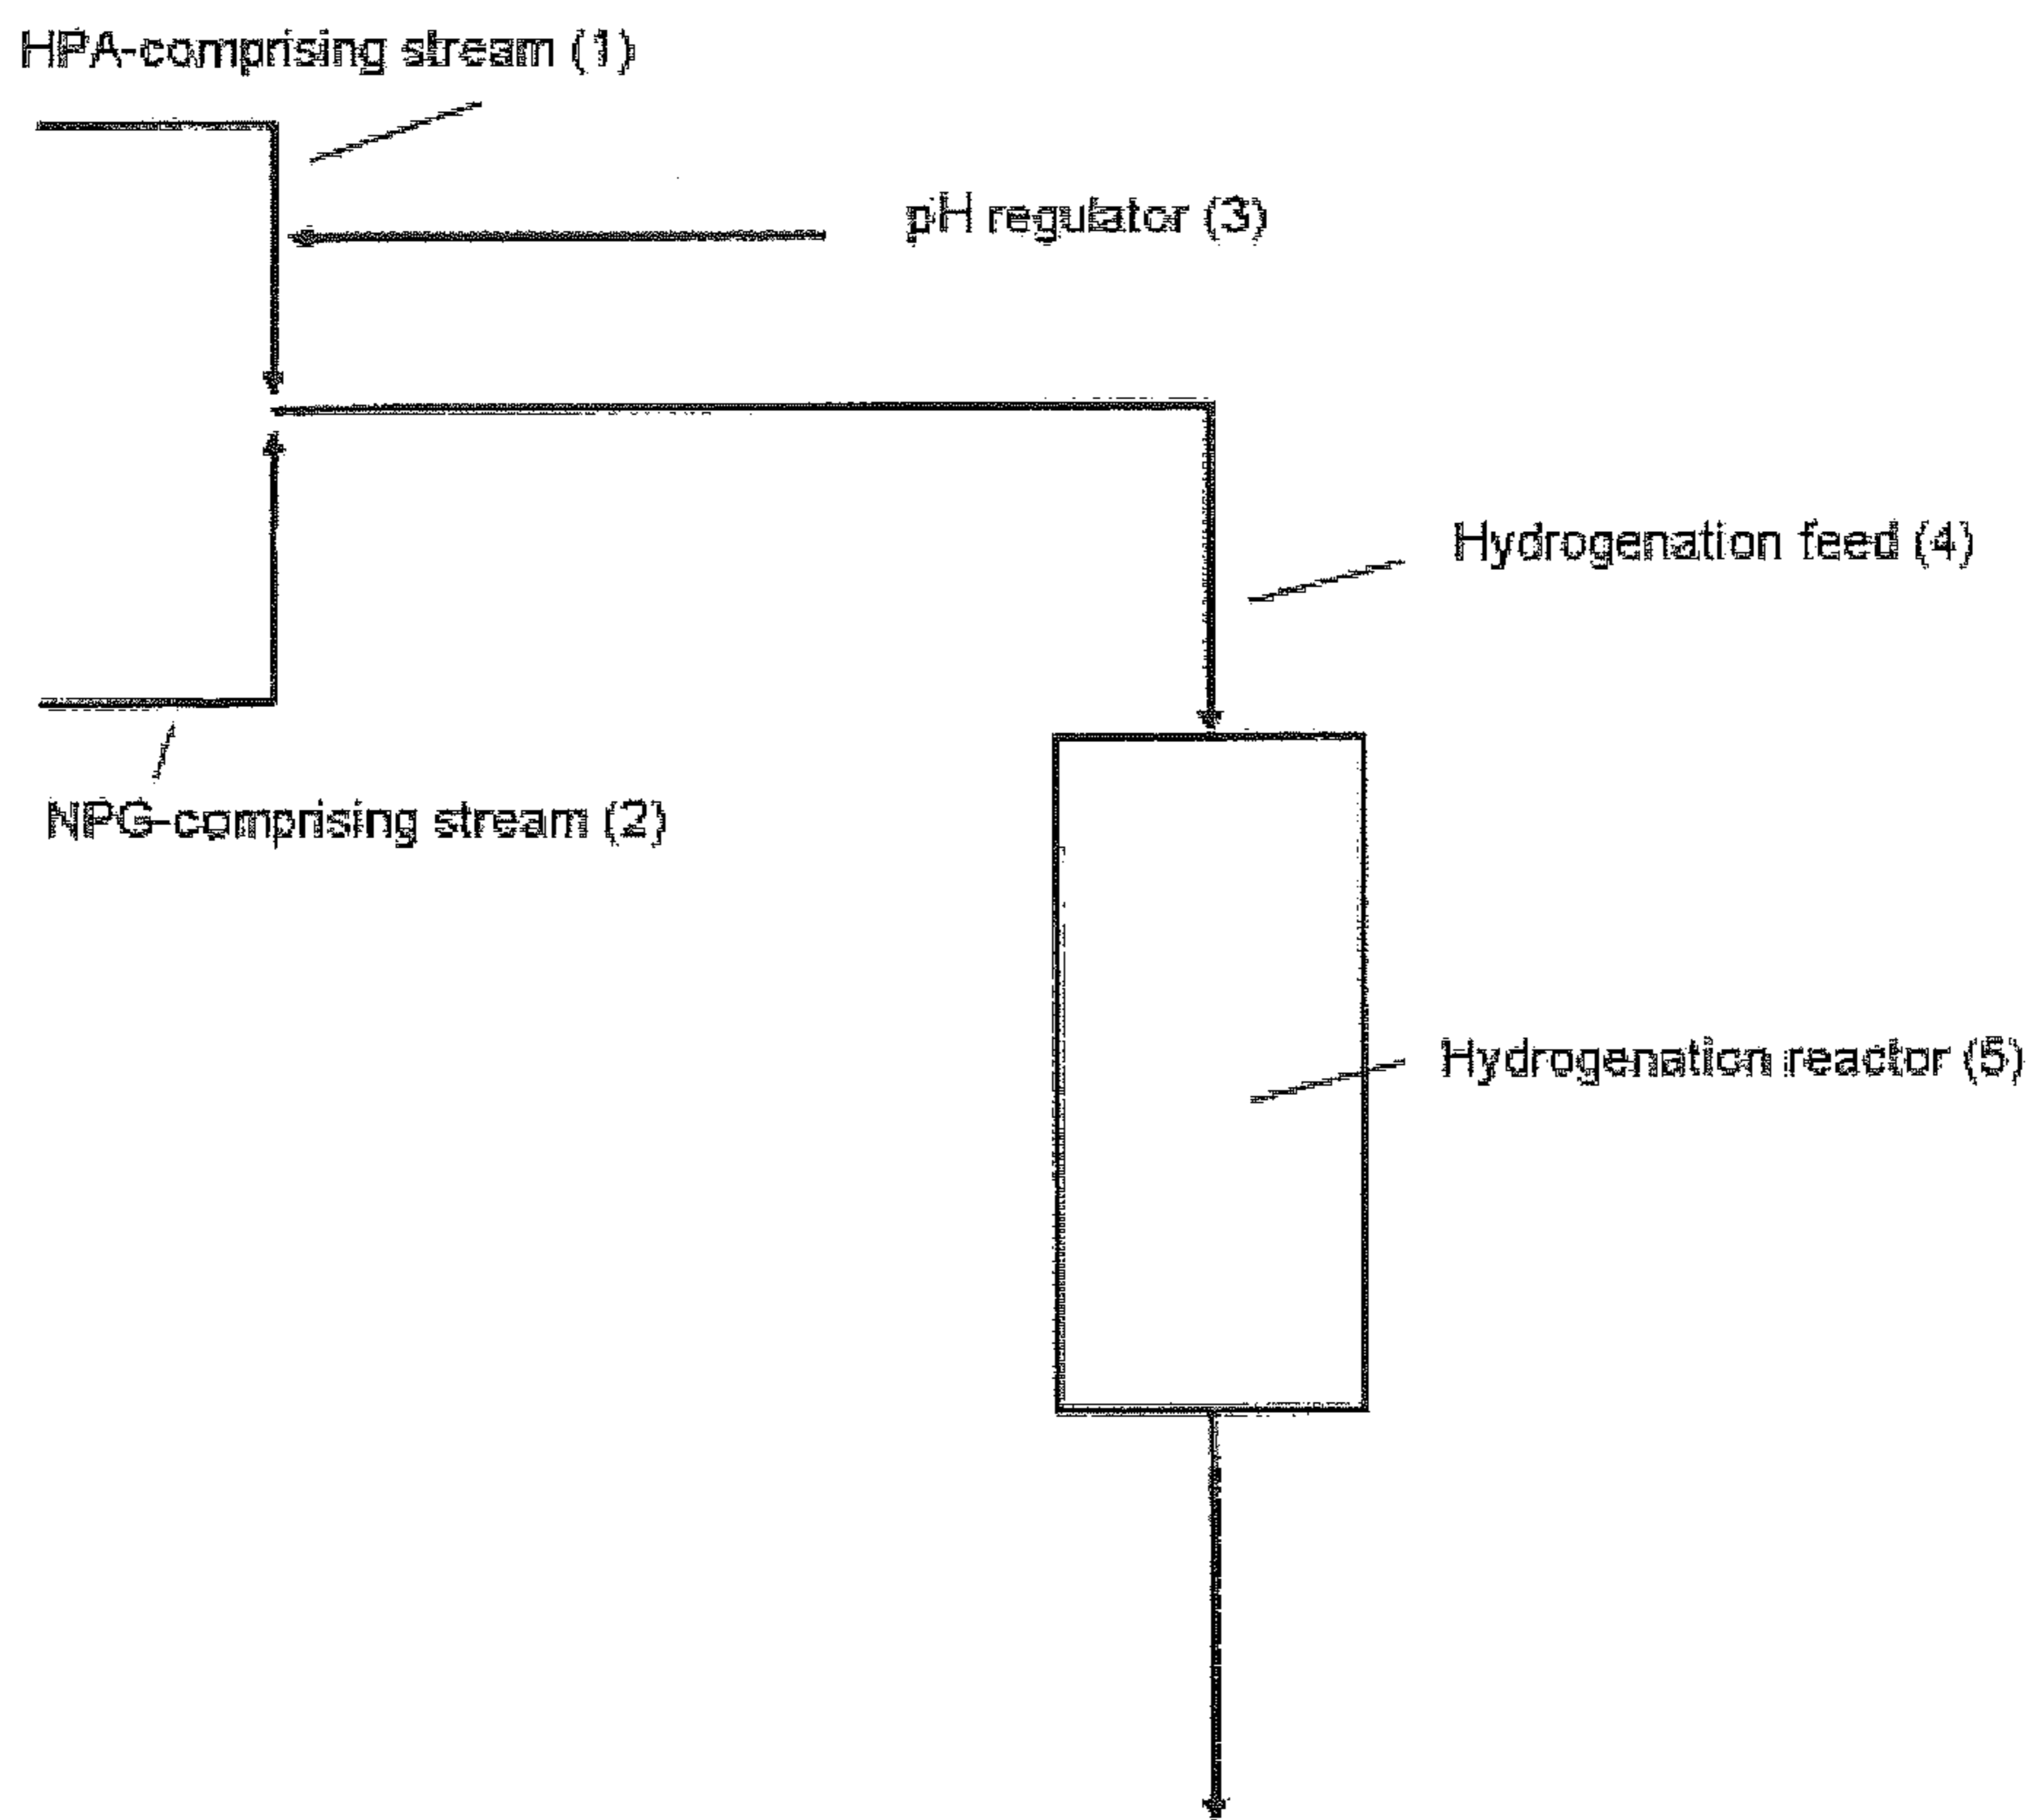 HPA-comprising stream (1)
pH regulator (3)
Hydrogenation feed (4)
NPG-comprising stream (2)
Hydrogenation reactor (5)